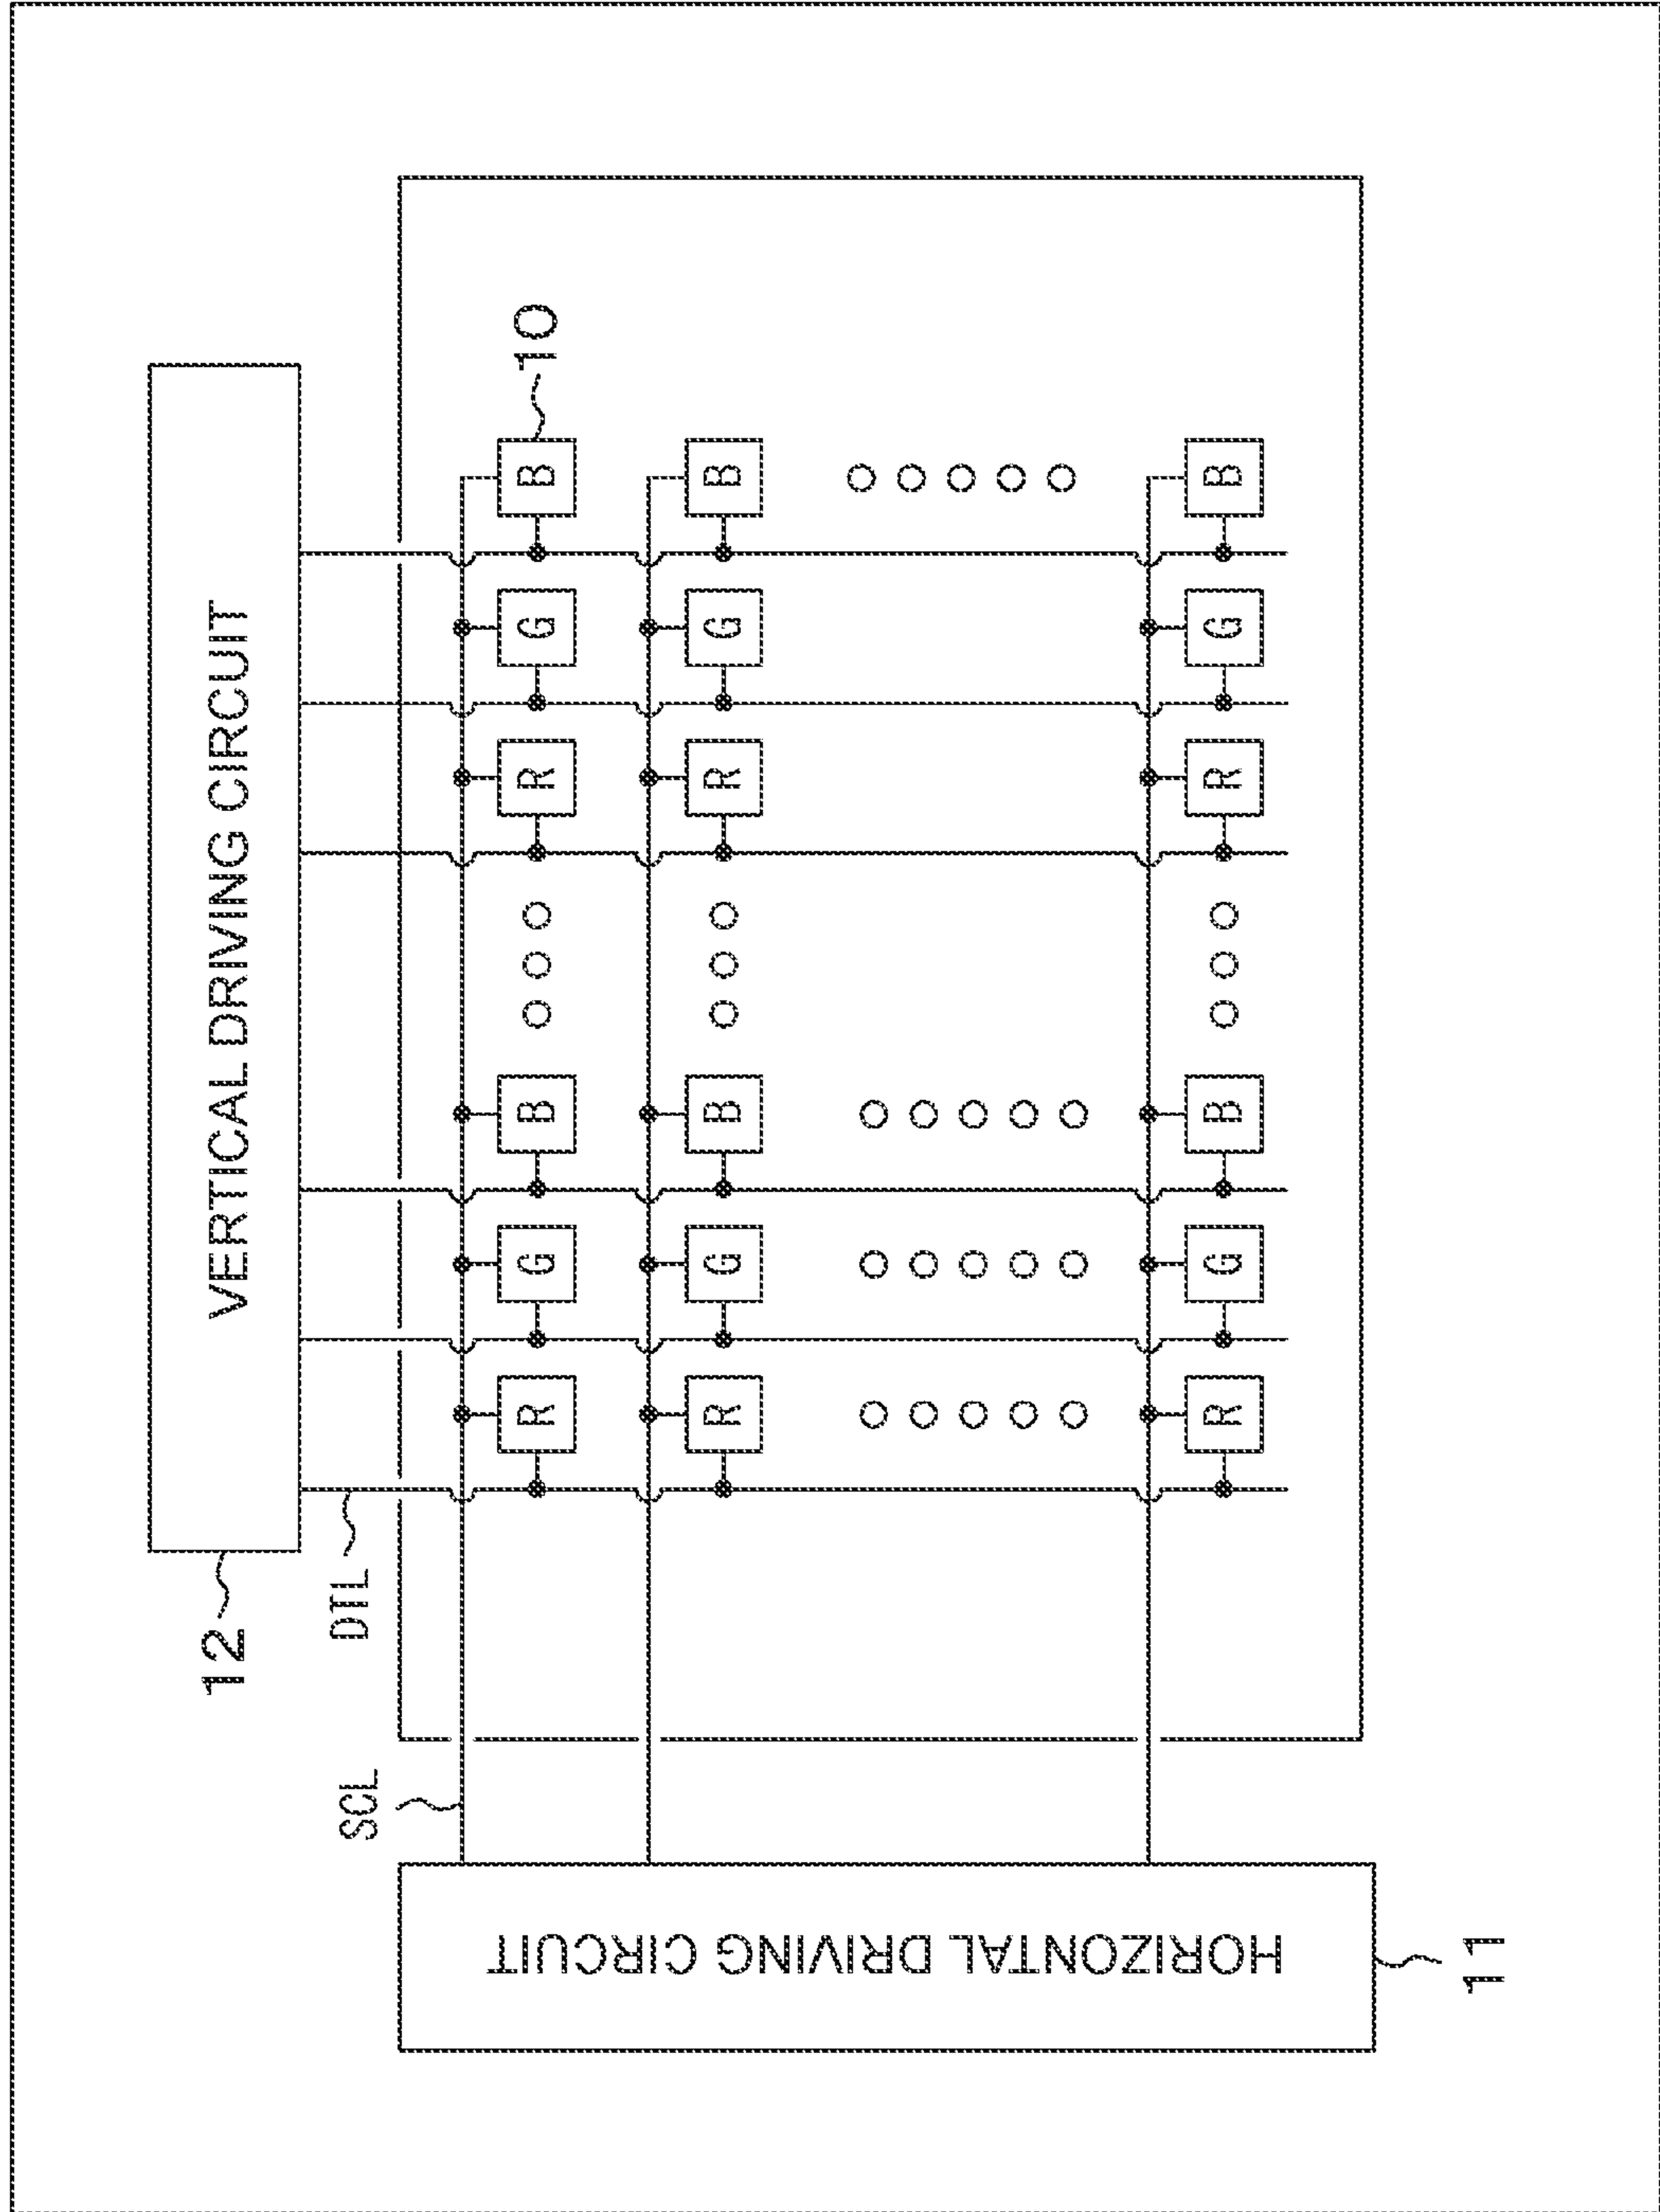 12
VERTICAL DRIVING CIRCUIT
DTL
SCL
10
R G B R G B
R G B R G B
R G B R G B
HORIZONTAL DRIVING CIRCUIT
11